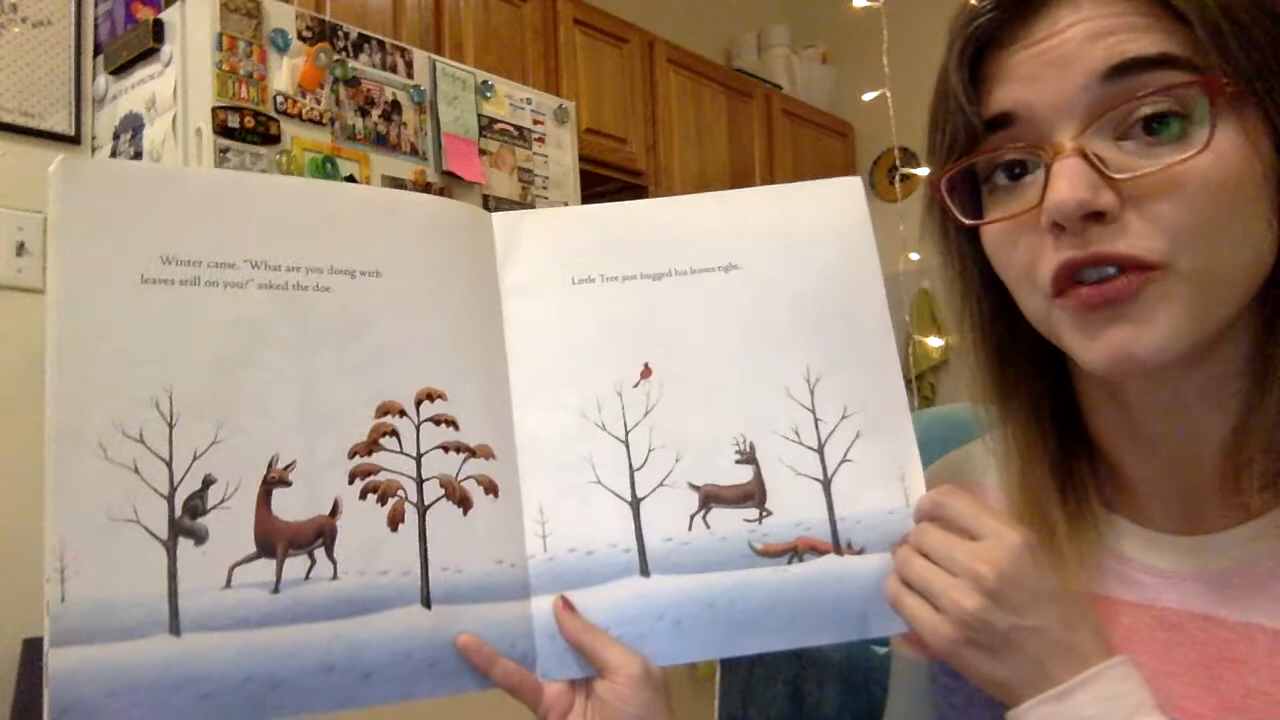 Winter came. "What are you doing with
leaves still on you?" asked the doe.
Little Tree just hugged his leaves tight.